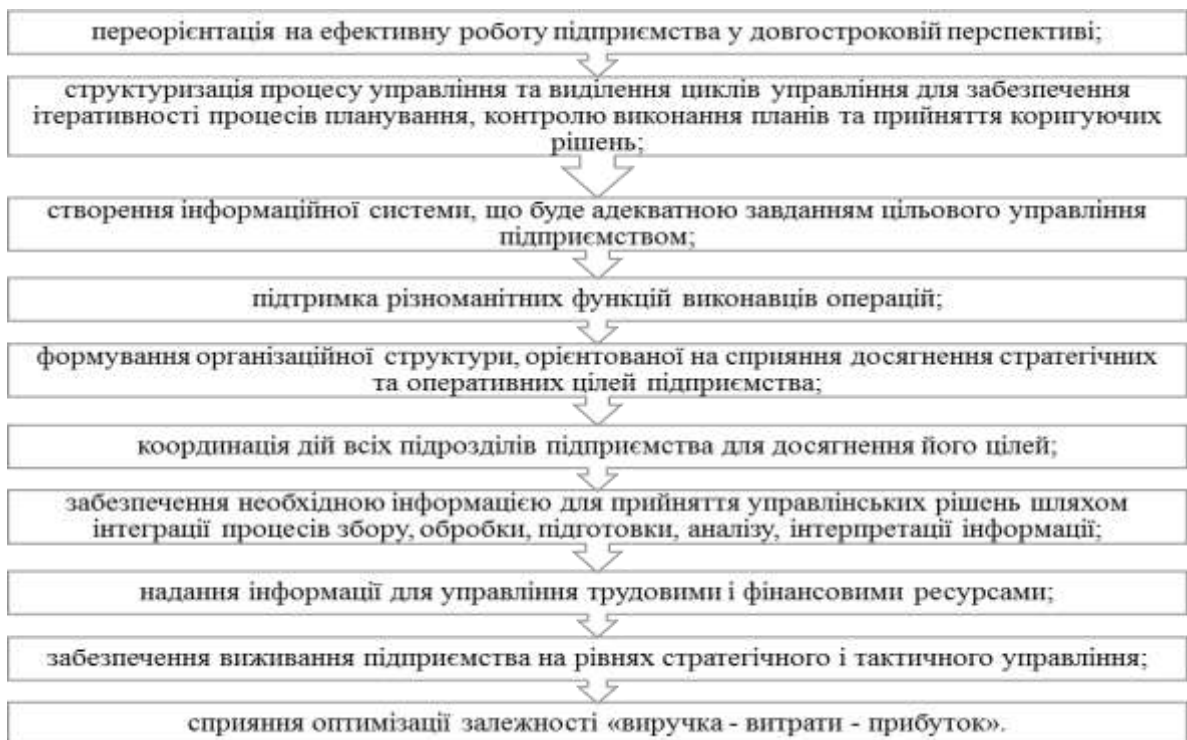 переорієнтація на ефективну роботу підприємства у довгостроковій перспективі;
структуризація процесу управління та виділення циклів управління для забезпечення
ітеративності процесів планування, контролю виконання планів та прийняття коригуючих
рішень;
створення інформаційної системи, що буде адекватною завданням цільового управління
підприємством;
підтримка різноманітних функцій виконавців операцій;
формування організаційної структури, орієнтованої на сприяння досягнення стратегічних
та оперативних цілей підприємства;
координація дій всіх підрозділів підприємства для досягнення його цілей;
забезпечення необхідною інформацією для прийняття управлінських рішень шляхом
інтеграції процесів збору, обробки, підготовки, аналізу, інтерпретації інформації;
надання інформації для управління трудовими і фінансовими ресурсами;
забезпечення виживання підприємства на рівнях стратегічного і тактичного управління;
сприяння оптимізації залежності «виручка - витрати - прибуток».